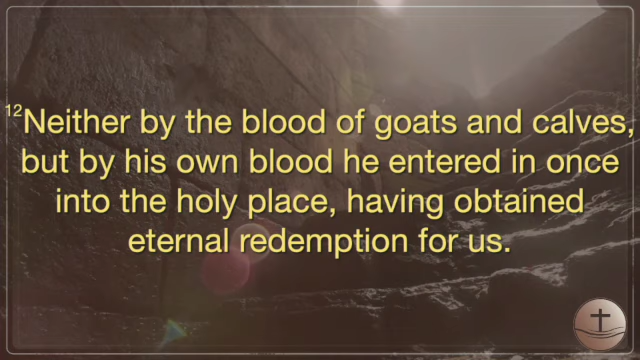 12Neither by the blood of goats and calves,
but by his own blood he entered in once
into the holy place, having obtained
eternal redemption for us.